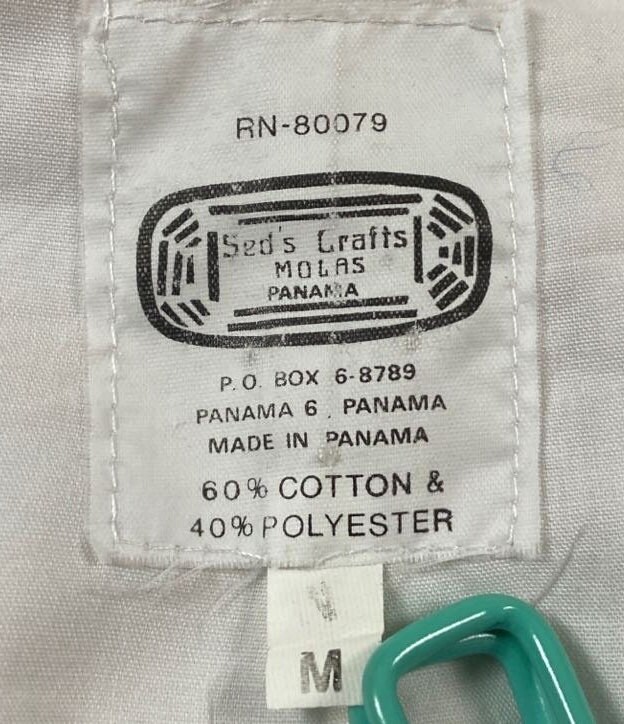 RN-80079
Sed's Crafts
MOLAS
PANAMA
P.O. BOX 6-8789
PANAMA 6 . PANAMA
MADE IN PANAMA
60% COTTON &
40% POLYESTER
M